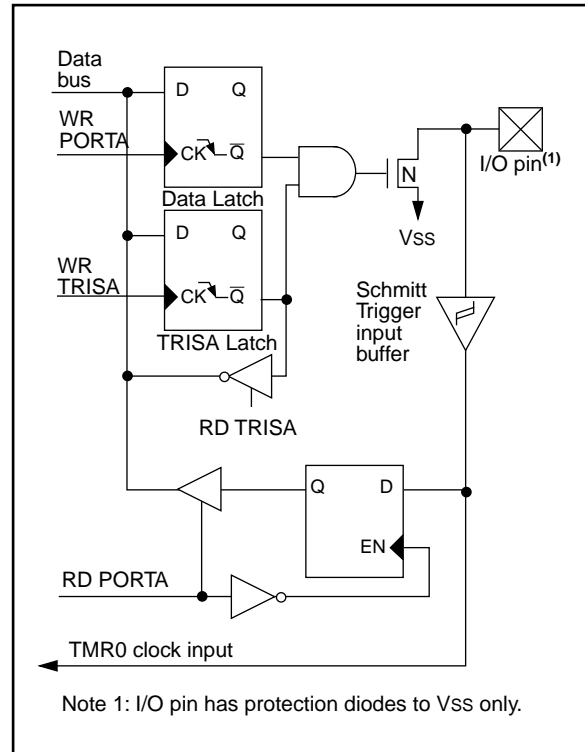 Data
bus
D Q
WR
PORTA
CK Q
I/O pin(1)
N
Data Latch
VSS
D Q
WR
TRISA
CK Q
Schmitt
Trigger
input
buffer
TRISA Latch
RD TRISA
Q D
EN
RD PORTA
TMR0 clock input
Note 1: I/O pin has protection diodes to VSS only.